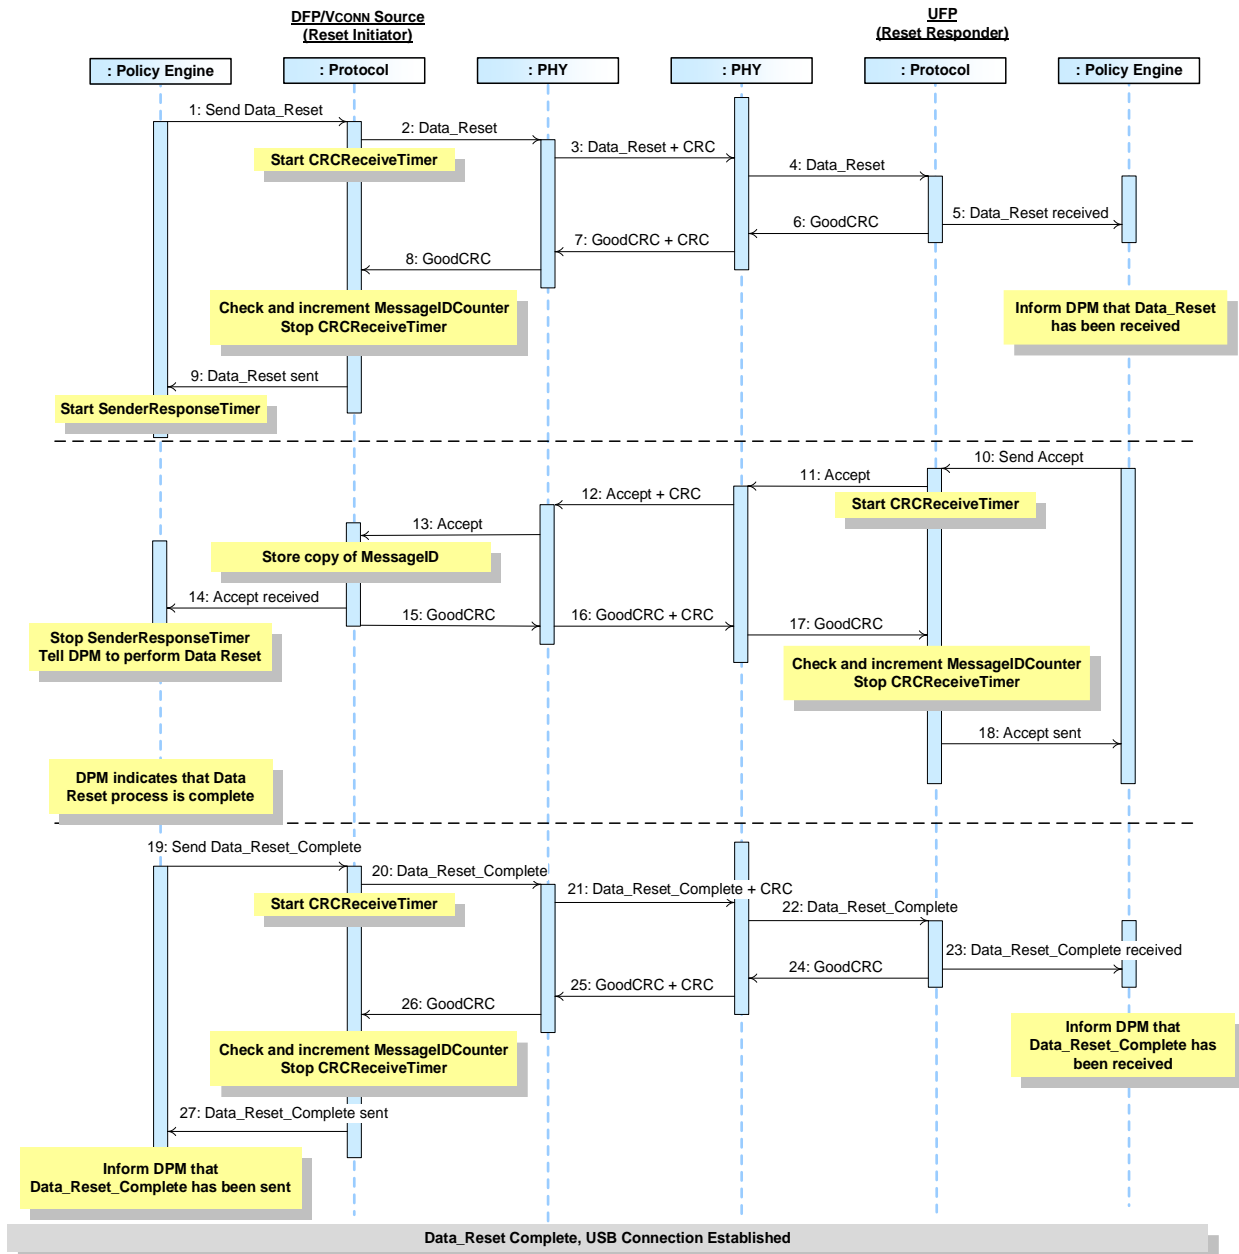 DFP/VCONN Source
(Reset Initiator)
UFP
(Reset Responder)
: Policy Engine
: Protocol
: PHY
: PHY
: Protocol
: Policy Engine
1: Send Data_Reset
2: Data_Reset
Start CRCReceiveTimer
3: Data_Reset + CRC
4: Data_Reset
5: Data_Reset received
6: GoodCRC
7: GoodCRC + CRC
8: GoodCRC
Check and increment MessageIDCounter
Stop CRCReceiveTimer
Inform DPM that Data_Reset
has been received
9: Data_Reset sent
Start SenderResponseTimer
10: Send Accept
11: Accept
Start CRCReceiveTimer
12: Accept + CRC
13: Accept
Store copy of MessageID
14: Accept received
15: GoodCRC
16: GoodCRC + CRC
17: GoodCRC
Stop SenderResponseTimer
Tell DPM to perform Data Reset
Check and increment MessageIDCounter
Stop CRCReceiveTimer
18: Accept sent
DPM indicates that Data
Reset process is complete
19: Send Data_Reset_Complete
20: Data_Reset_Complete
Start CRCReceiveTimer
21: Data_Reset_Complete + CRC
22: Data_Reset_Complete
23: Data_Reset_Complete received
24: GoodCRC
25: GoodCRC + CRC
26: GoodCRC
Check and increment MessageIDCounter
Stop CRCReceiveTimer
Inform DPM that
Data_Reset_Complete has
been received
27: Data_Reset_Complete sent
Inform DPM that
Data_Reset_Complete has been sent
Data_Reset Complete, USB Connection Established